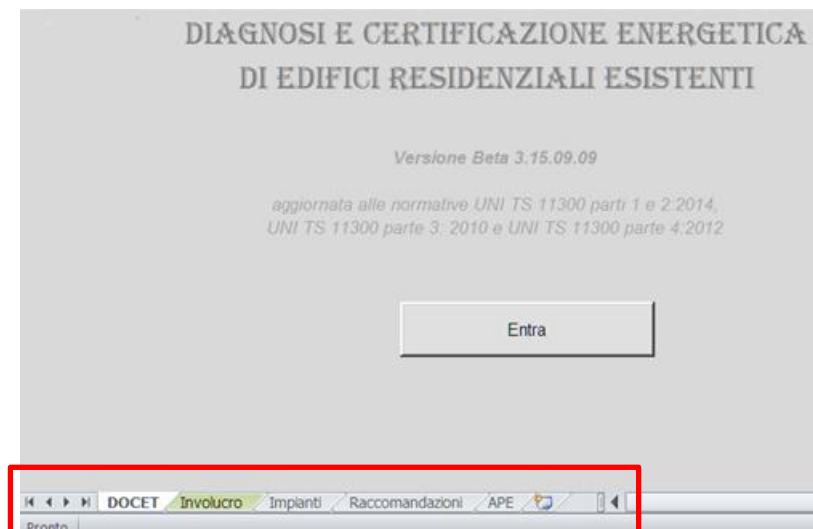 DIAGNOSI E CERTIFICAZIONE ENERGETICA
DI EDIFICI RESIDENZIALI ESISTENTI
Versione Beta 3.15.09.09
aggiornata alle normative UNI TS 11300 parti 1 e 2:2014,
UNI TS 11300 parte 3: 2010 e UNI TS 11300 parte 4:2012
Entra
DOCET Involucro Impianti Raccomandazioni APE
Pronto